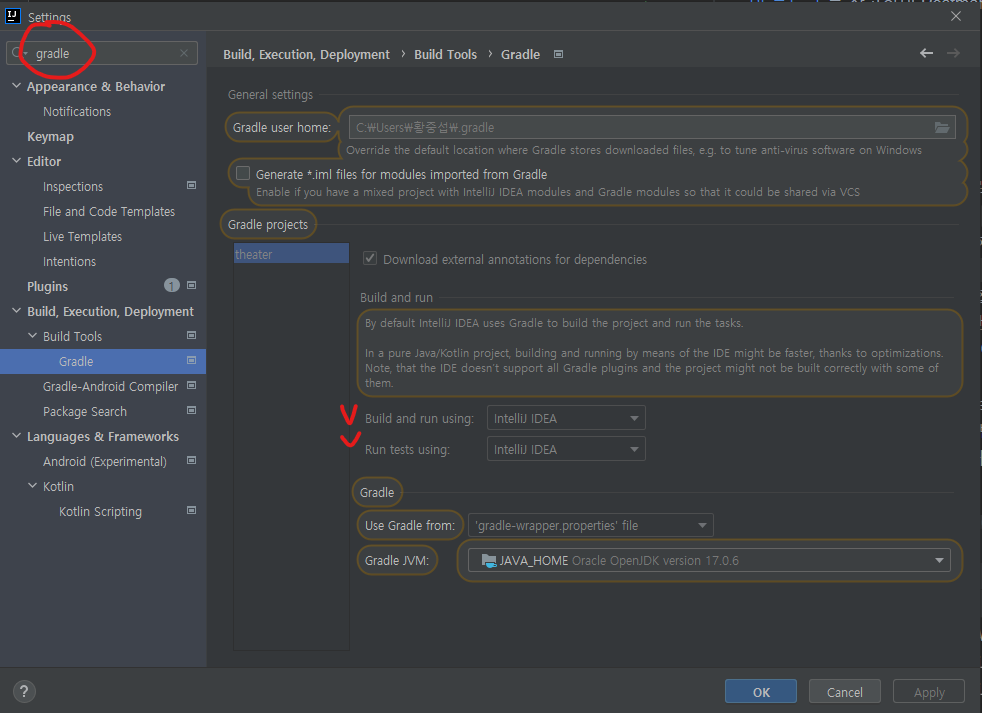 Settings
gradle
Appearance & Behavior
Notifications
Keymap
Editor
Inspections
File and Code Templates
Live Templates
Intentions
Plugins
1
Build, Execution, Deployment
Build Tools
Gradle
Gradle-Android Compiler
Package Search
Languages & Frameworks
Android (Experimental)
Kotlin
Kotlin Scripting
Build, Execution, Deployment › Build Tools › Gradle
General settings
Gradle user home: C:₩Users₩황중섭₩.gradle
Override the default location where Gradle stores downloaded files, e.g. to tune anti-virus software on Windows
Generate *.iml files for modules imported from Gradle
Enable if you have a mixed project with IntelliJ IDEA modules and Gradle modules so that it could be shared via VCS
Gradle projects
theater
Download external annotations for dependencies
Build and run
By default IntelliJ IDEA uses Gradle to build the project and run the tasks.
In a pure Java/Kotlin project, building and running by means of the IDE might be faster, thanks to optimizations.
Note, that the IDE doesn't support all Gradle plugins and the project might not be built correctly with some of
them.
Build and run using: IntelliJ IDEA
Run tests using: IntelliJ IDEA
Gradle
Use Gradle from: 'gradle-wrapper.properties' file
Gradle JVM: JAVA_HOME Oracle OpenJDK version 17.0.6
?
OK
Cancel
Apply